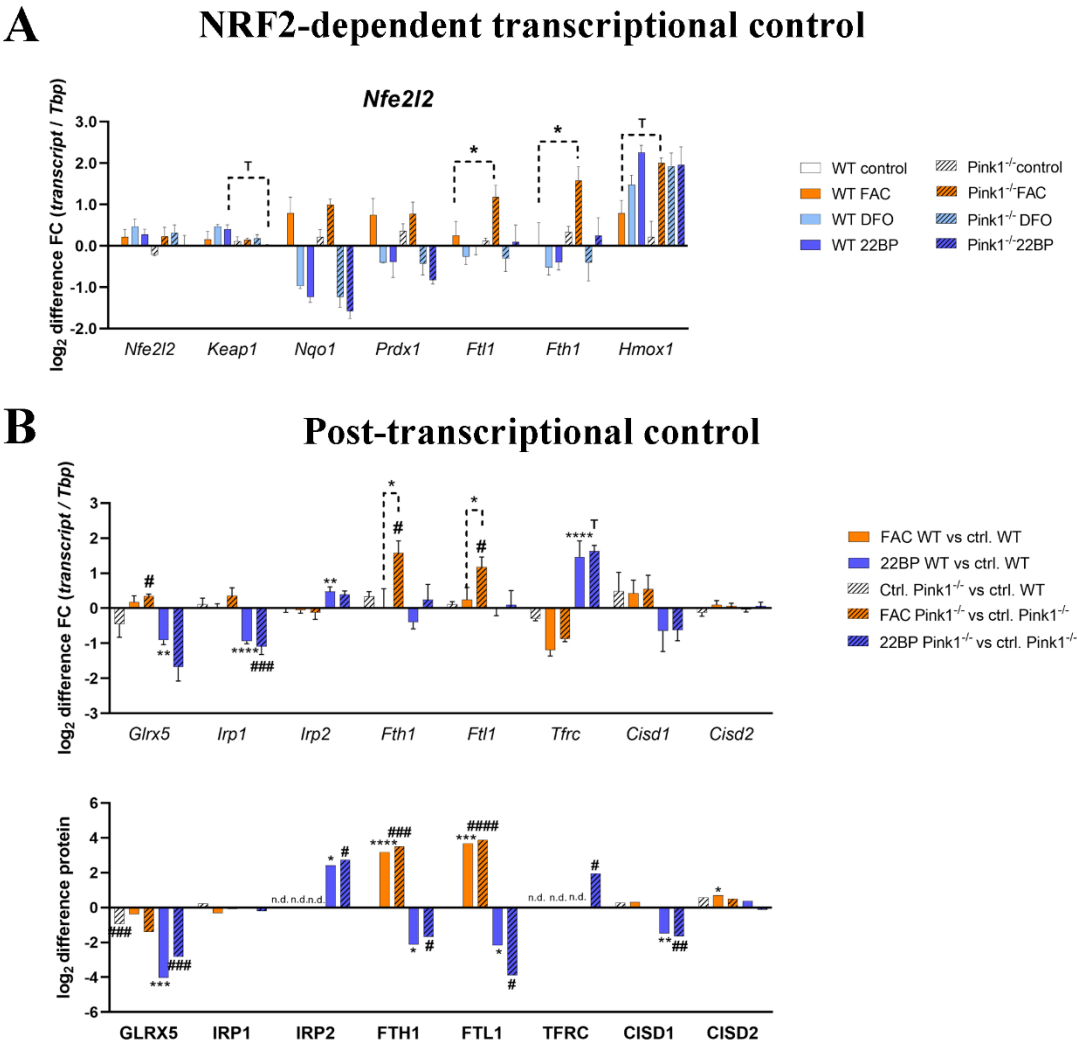 A
NRF2-dependent transcriptional control
Nfe2l2
log2 difference FC (transcript / Tbp)
3.0
2.0
1.0
0.0
-1.0
-2.0
T
*
*
T
Nfe2l2 Keap1 Nqo1 Prdx1 Ftl1 Fth1 Hmox1
WT control Pink1-/-control
WT FAC Pink1-/-FAC
WT DFO Pink1-/- DFO
WT 22BP Pink1-/-22BP
B
Post-transcriptional control
log2 difference FC (transcript / Tbp)
3
2
1
0
-1
-2
-3
#
**
****
###
**
*
#
*
#
****
T
Glrx5 Irp1 Irp2 Fth1 Ftl1 Tfrc Cisd1 Cisd2
FAC WT vs ctrl. WT
22BP WT vs ctrl. WT
Ctrl. Pink1-/- vs ctrl. WT
FAC Pink1-/- vs ctrl. Pink1-/-
22BP Pink1-/- vs ctrl. Pink1-/-
log2 difference protein
6
4
2
0
-2
-4
-6
###
***
###
n.d. n.d. n.d.
*
#
****
###
*
#
***
####
*
#
n.d. n.d. n.d.
#
**
##
*
GLRX5 IRP1 IRP2 FTH1 FTL1 TFRC CISD1 CISD2